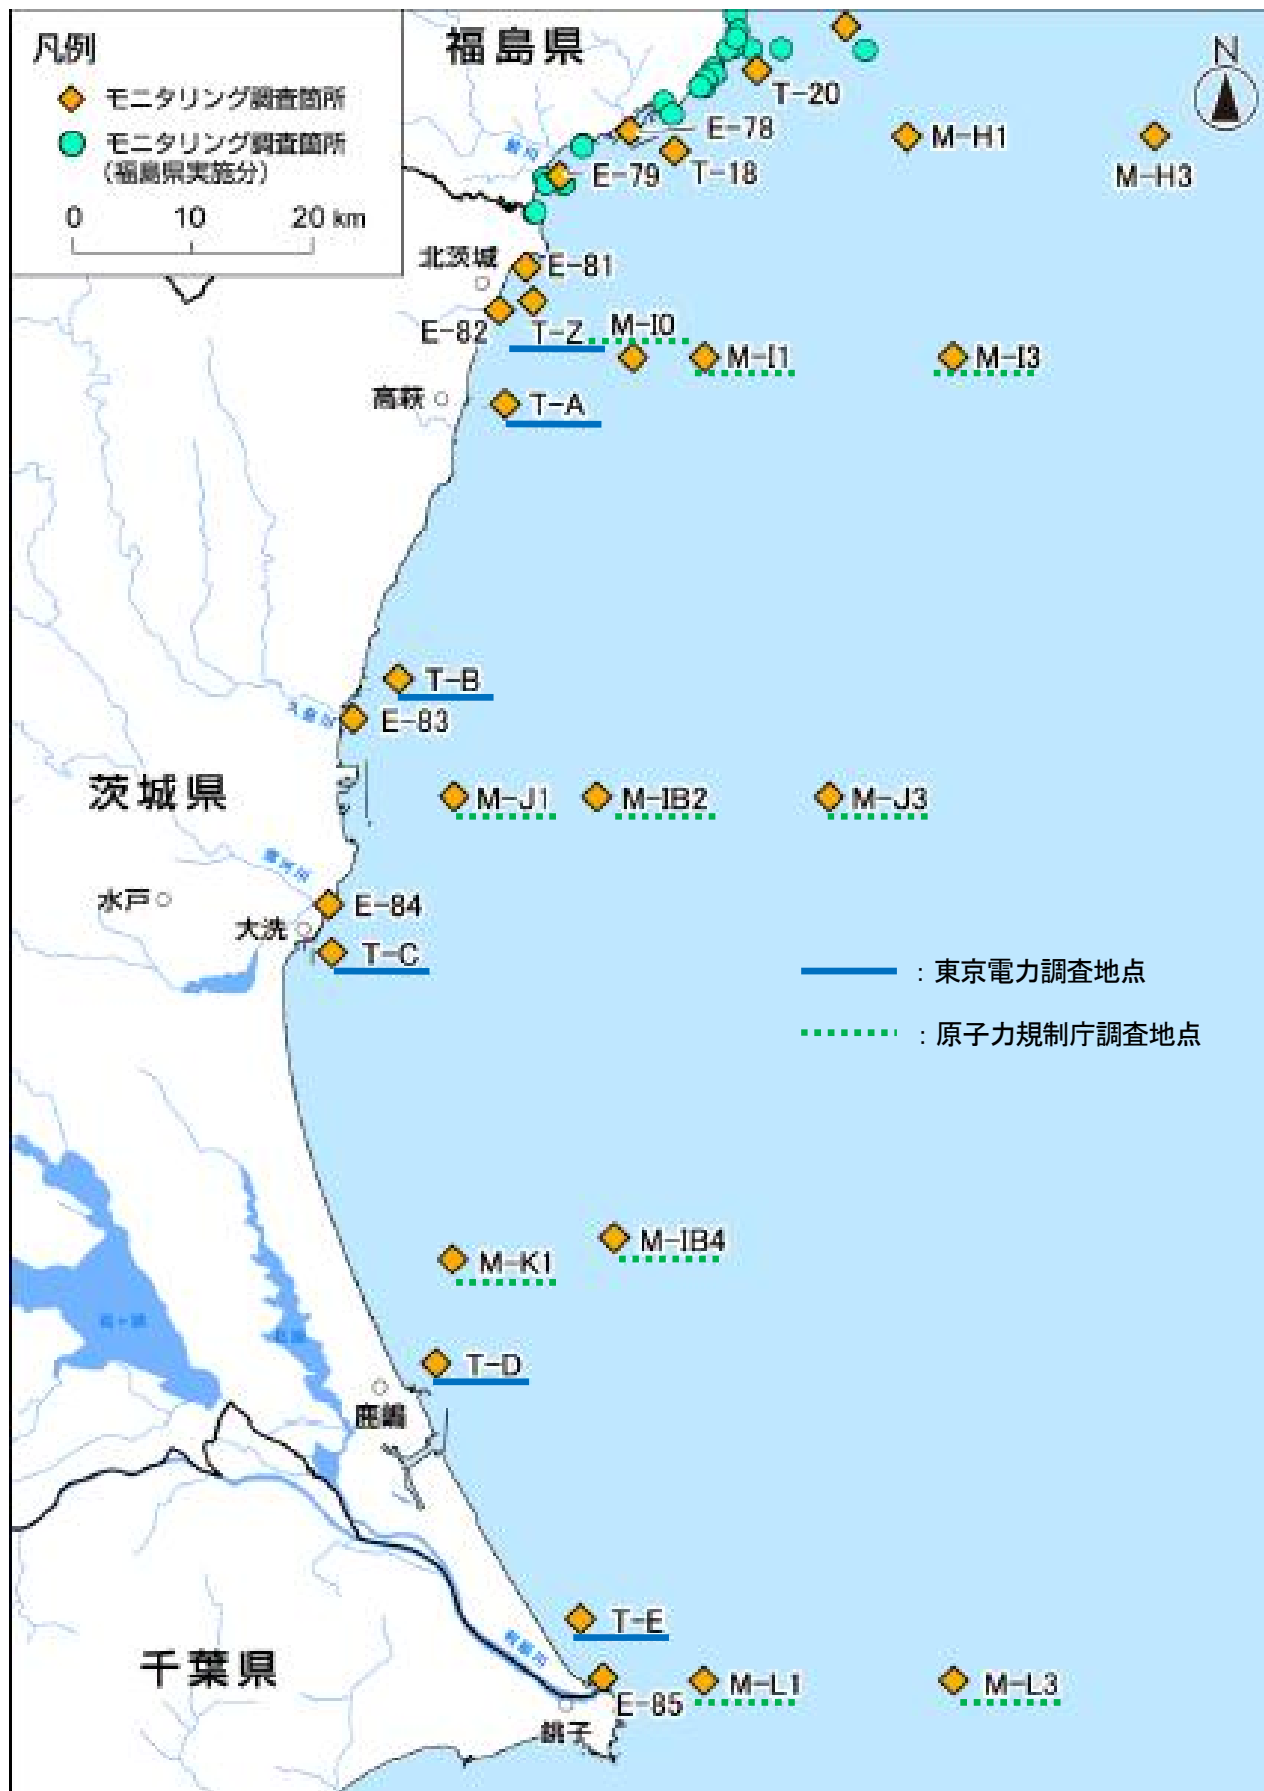 凡例
モニタリング調査箇所
モニタリング調査箇所
（福島県実施分）
0 10 20 km
福島県
N
T-20
E-78
M-H1
T-18
E-79
M-H3
北茨城
E-81
E-82
T-Z
M-I0
M-I1
M-I3
高萩
T-A
T-B
久慈川
E-83
茨城県
M-J1
M-IB2
M-J3
水戸
E-84
大洗
T-C
：東京電力調査地点
：原子力規制庁調査地点
M-IB4
M-K1
T-D
鹿嶋
T-E
千葉県
E-85
M-L1
M-L3
銚子